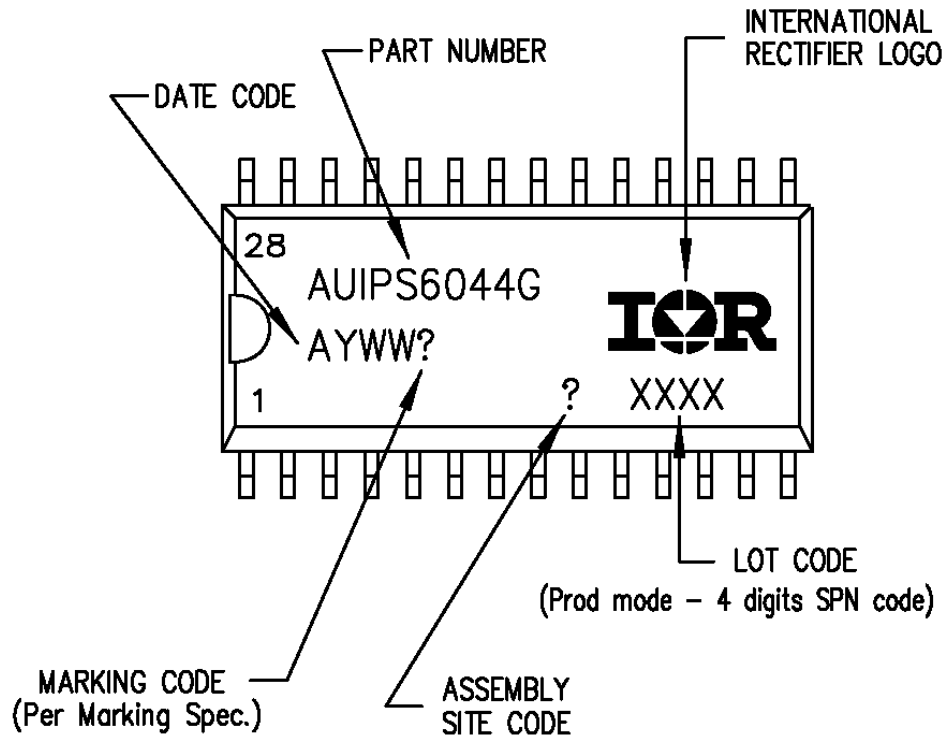 INTERNATIONAL
RECTIFIER LOGO
PART NUMBER
DATE CODE
28
AUIPS6044G
IOR
AYWW?
1
?
XXXX
LOT CODE
(Prod mode – 4 digits SPN code)
MARKING CODE
(Per Marking Spec.)
ASSEMBLY
SITE CODE